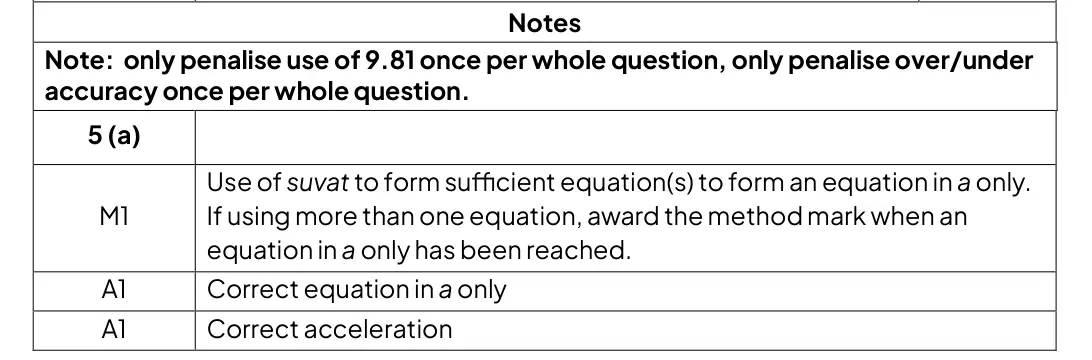 Notes
Note: only penalise use of 9.81 once per whole question, only penalise over/under
accuracy once per whole question.
5 (a)
M1
Use of suvat to form sufficient equation(s) to form an equation in a only.
If using more than one equation, award the method mark when an
equation in a only has been reached.
A1
Correct equation in a only
A1
Correct acceleration